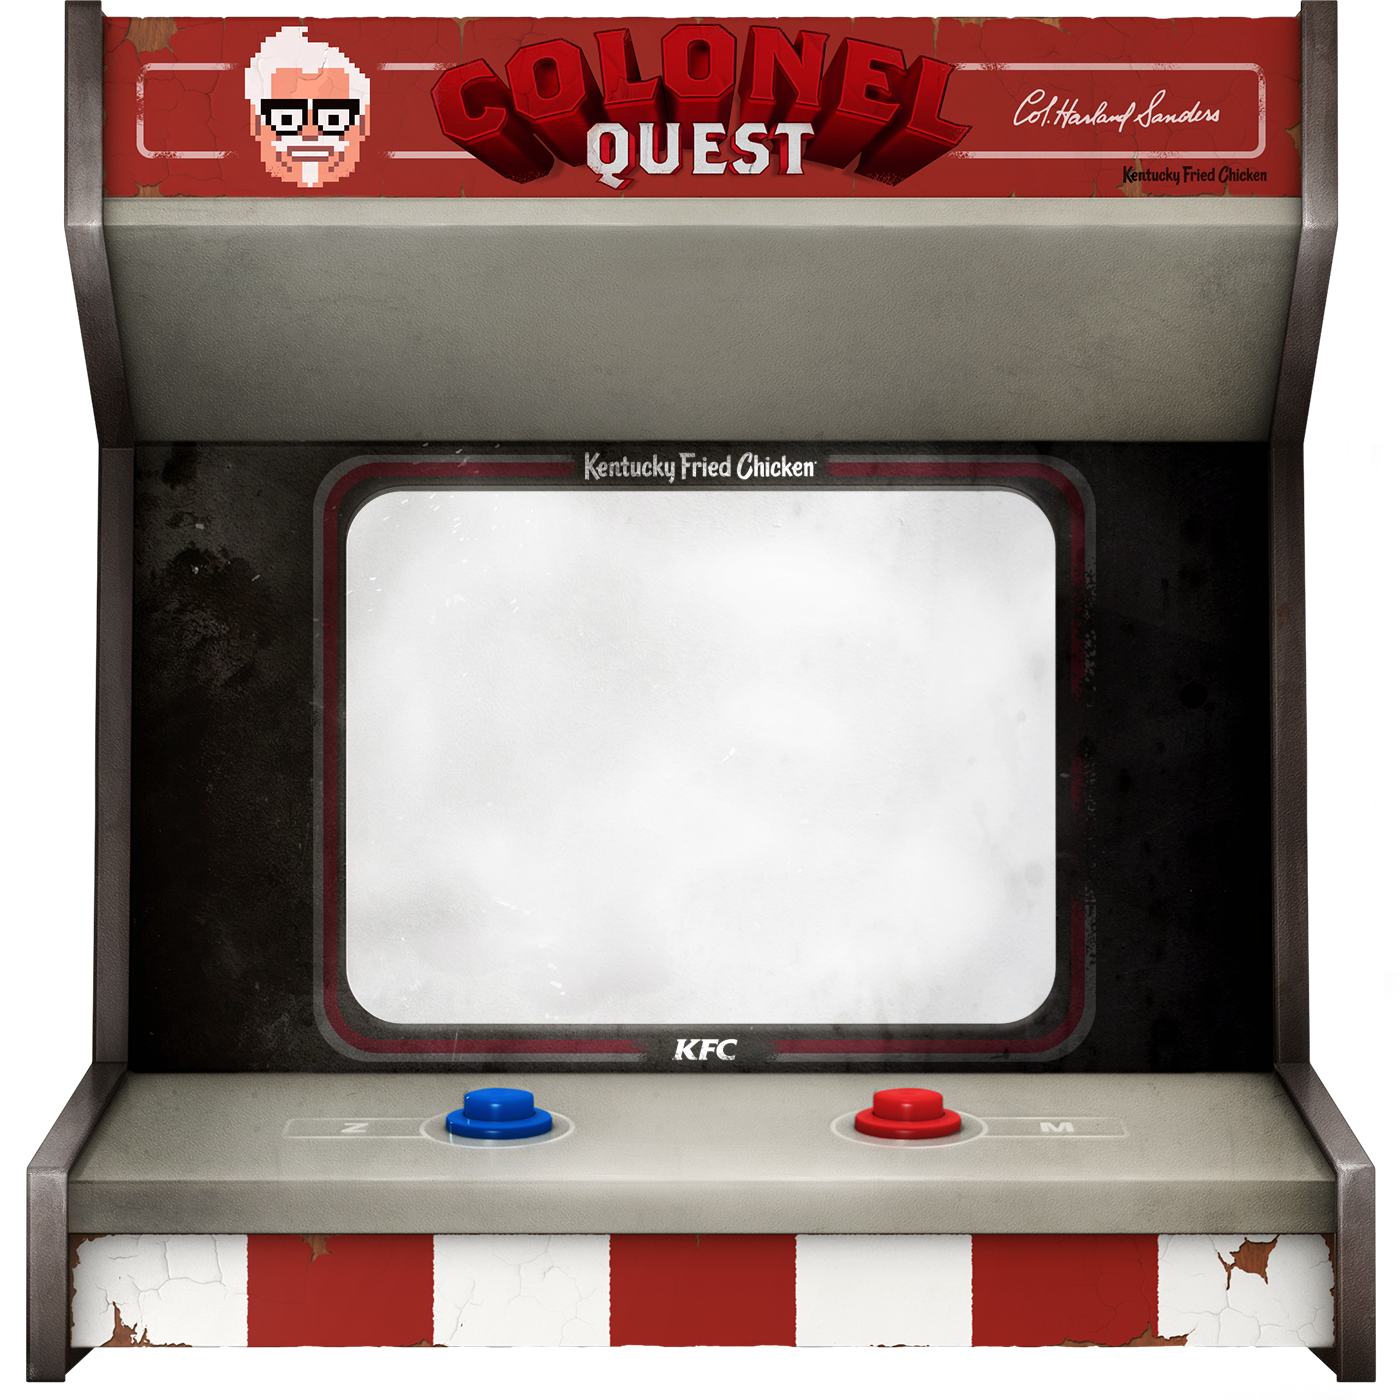 COLONEL
QUEST
Col. Harland Sanders
Kentucky Fried Chicken
Kentucky Fried Chicken
KFC
Z
M